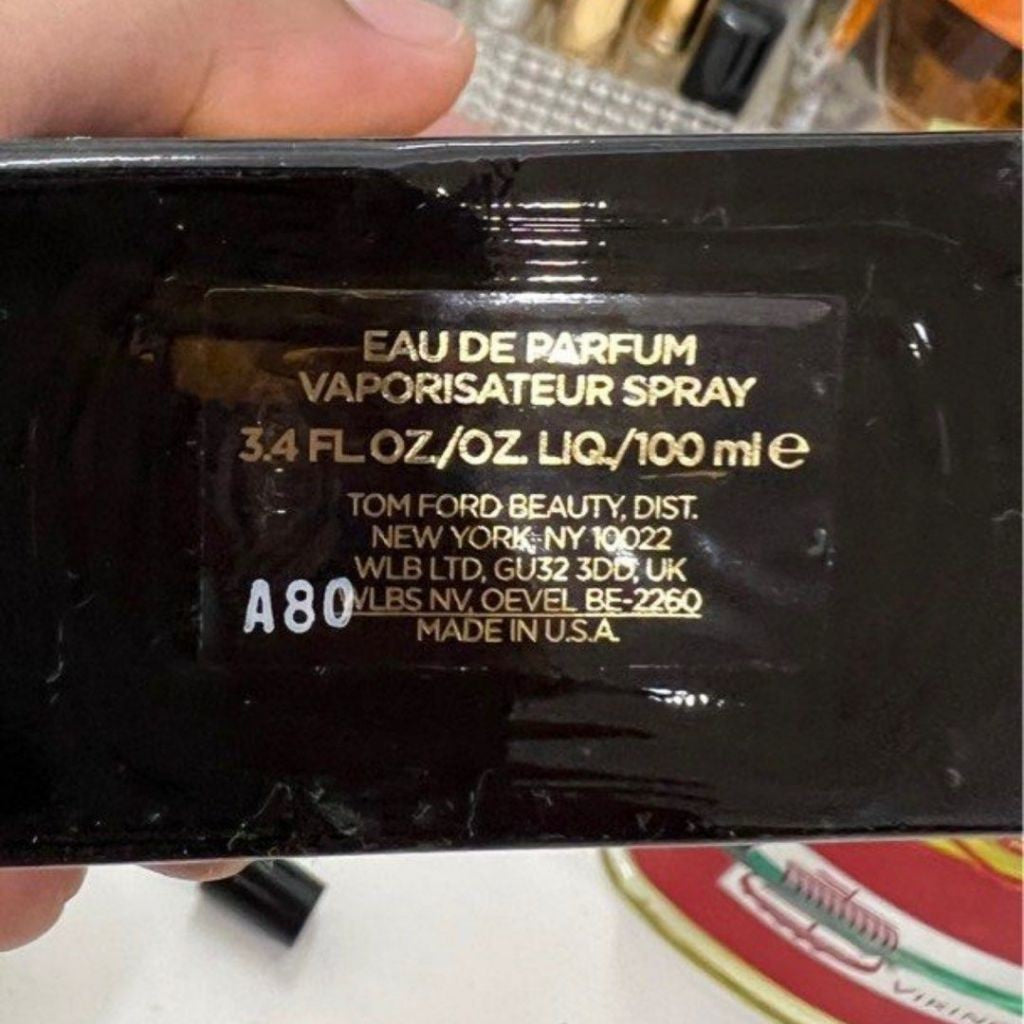 EAU DE PARFUM
VAPORISATEUR SPRAY
3.4 FL OZ./OZ. LIQ./100 ml e
TOM FORD BEAUTY, DIST.
NEW YORK, NY 10022
WLB LTD, GU32 3DD, UK
A80 WLBS NV, OEVEL BE-2260
MADE IN U.S.A.